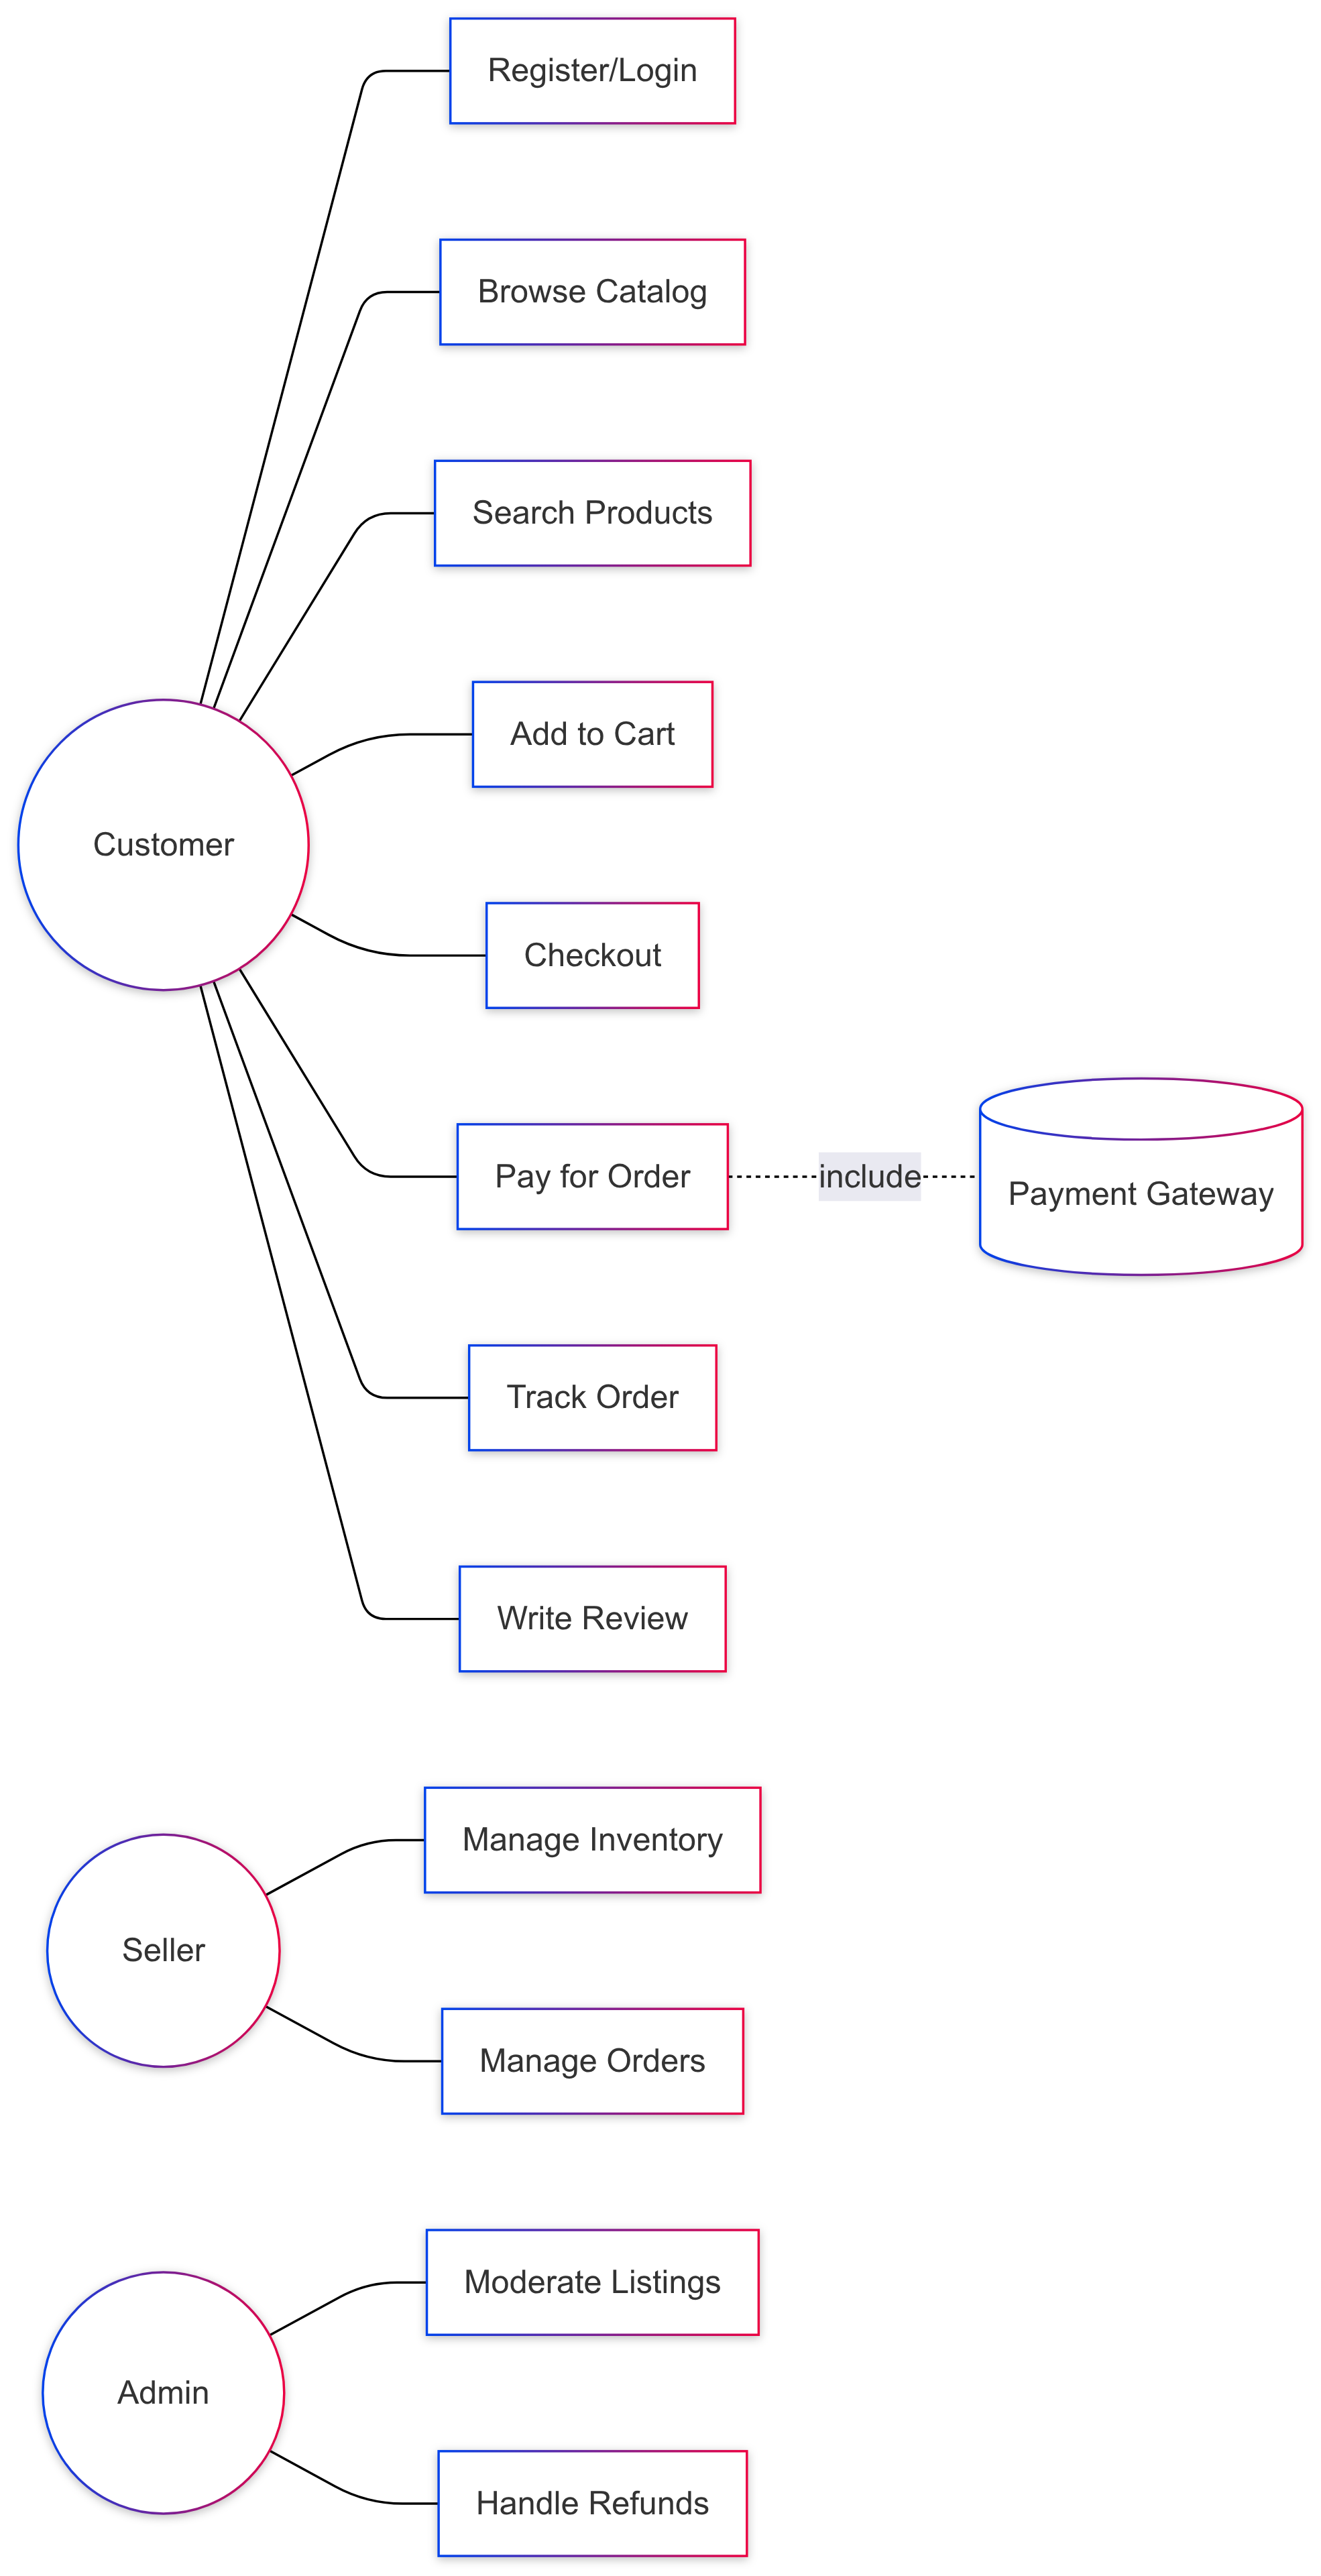 Register/Login
Browse Catalog
Search Products
Add to Cart
Customer
Checkout
Pay for Order
include
Payment Gateway
Track Order
Write Review
Manage Inventory
Seller
Manage Orders
Moderate Listings
Admin
Handle Refunds